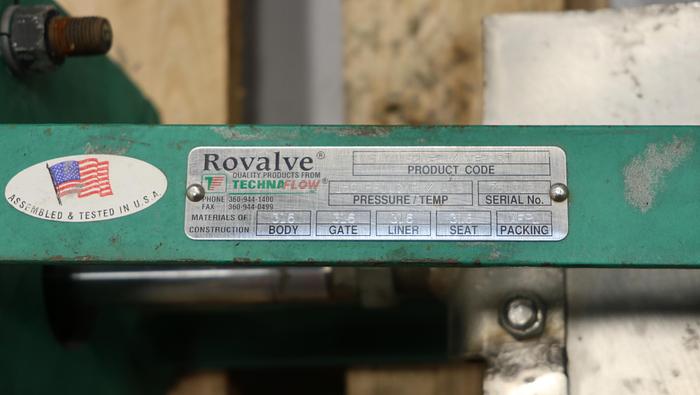 ASSEMBLED & TESTED IN U.S.A.
Rovalve®
QUALITY PRODUCTS FROM
TECHNAFLOW®
PHONE 360-944-1400
FAX 360-944-0499
PRODUCT CODE
PRESSURE / TEMP
SERIAL No.
MATERIALS OF CONSTRUCTION
316 316 316
BODY GATE LINER SEAT PACKING